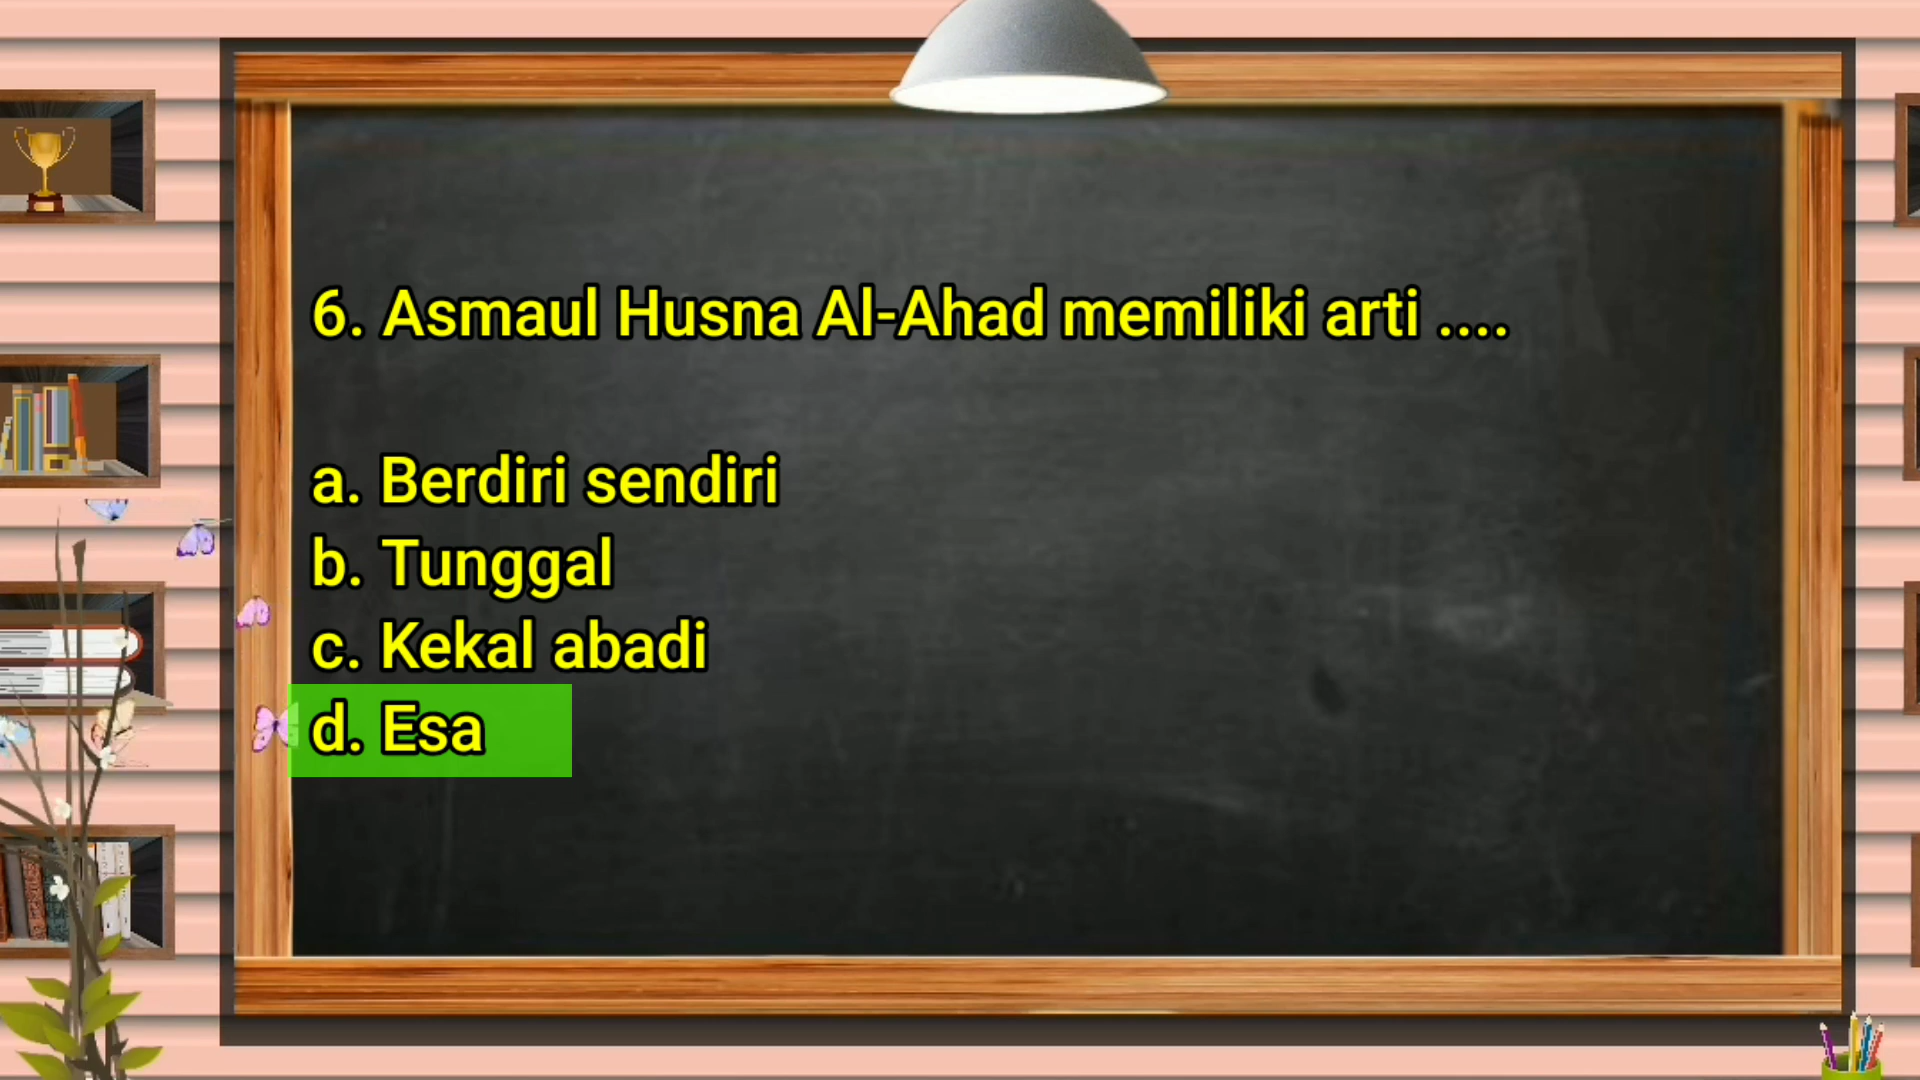 6. Asmaul Husna Al-Ahad memiliki arti ....
a. Berdiri sendiri
b. Tunggal
c. Kekal abadi
d. Esa